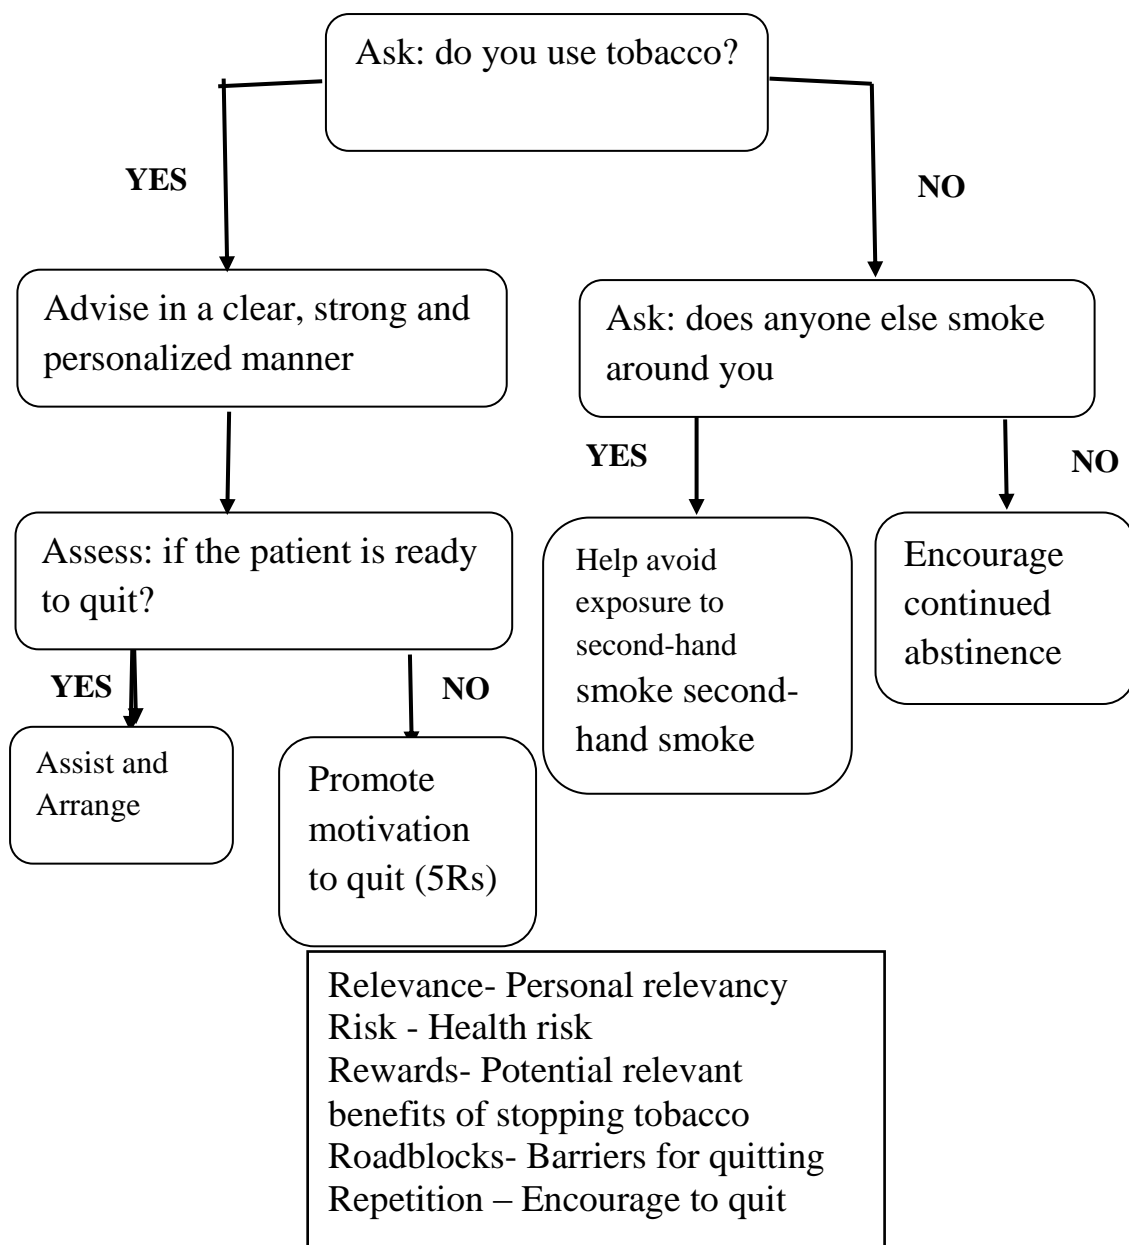 Ask: do you use tobacco?
YES
NO
Advise in a clear, strong and
personalized manner
Ask: does anyone else smoke
around you
YES
NO
Assess: if the patient is ready
to quit?
Help avoid
exposure to
second-hand
smoke second-
hand smoke
Encourage
continued
abstinence
YES
NO
Assist and
Arrange
Promote
motivation
to quit (5Rs)
Relevance- Personal relevancy
Risk - Health risk
Rewards- Potential relevant
benefits of stopping tobacco
Roadblocks- Barriers for quitting
Repetition – Encourage to quit